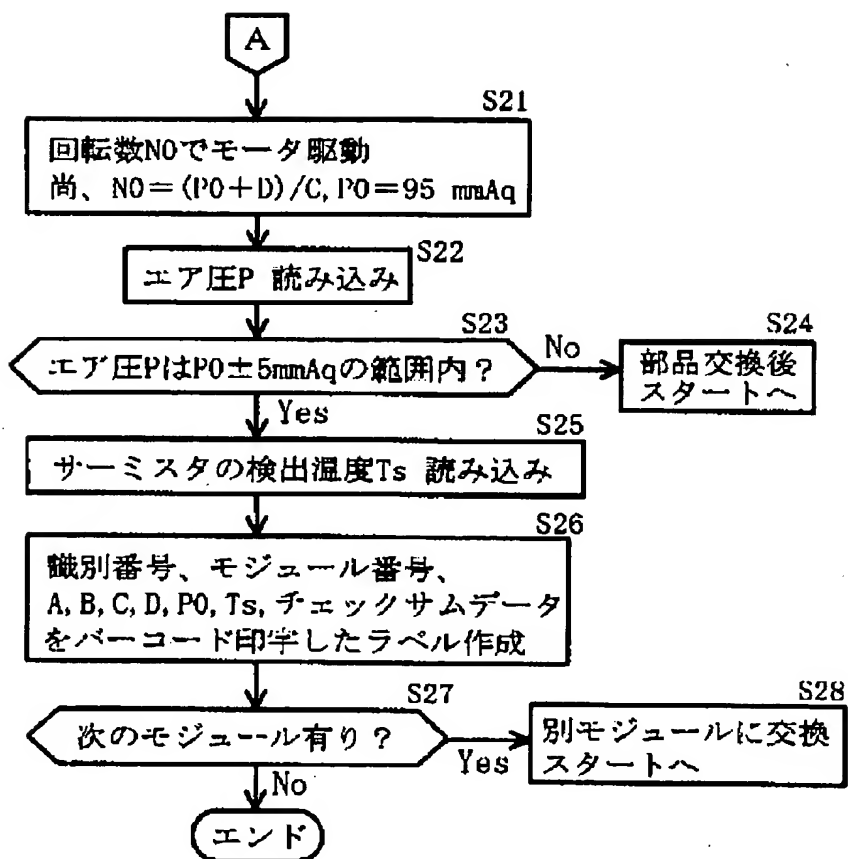 A
S21
回転数N0でモータ駆動
尚、N0=(P0+D)/C,P0=95 mmAq
S22
エア圧P 読み込み
S23
エア圧PはP0±5mmAqの範囲内?
No
S24
部品交換後
スタートへ
Yes
S25
サーミスタの検出温度Ts 読み込み
S26
識別番号、モジュール番号、
A,B,C,D,P0,Ts,チェックサムデータ
をバーコード印字したラベル作成
S27
次のモジュール有り?
Yes
S28
別モジュールに交換
スタートへ
No
エンド